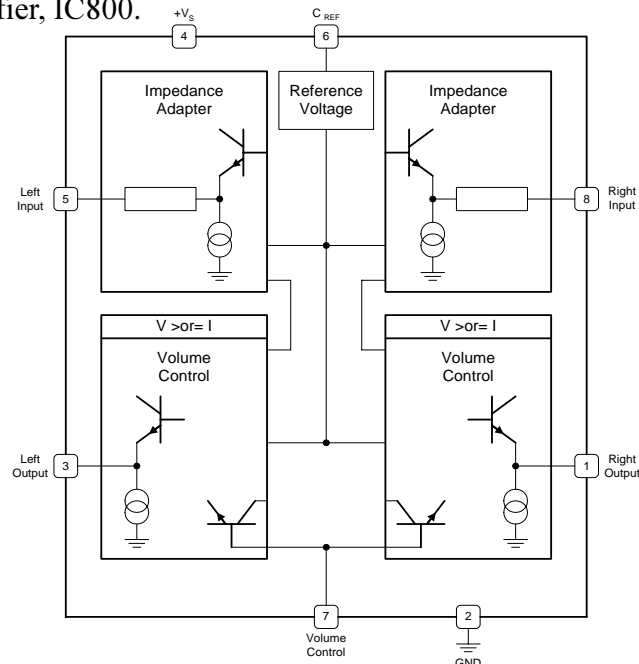 fier, IC800.
+VS
CREF
4
6
Impedance
Adapter
Reference
Voltage
Impedance
Adapter
Left
Input
5
8
Right
Input
V >or= I
V >or= I
Volume
Control
Volume
Control
Left
Output
3
1
Right
Output
7
2
Volume
Control
GND